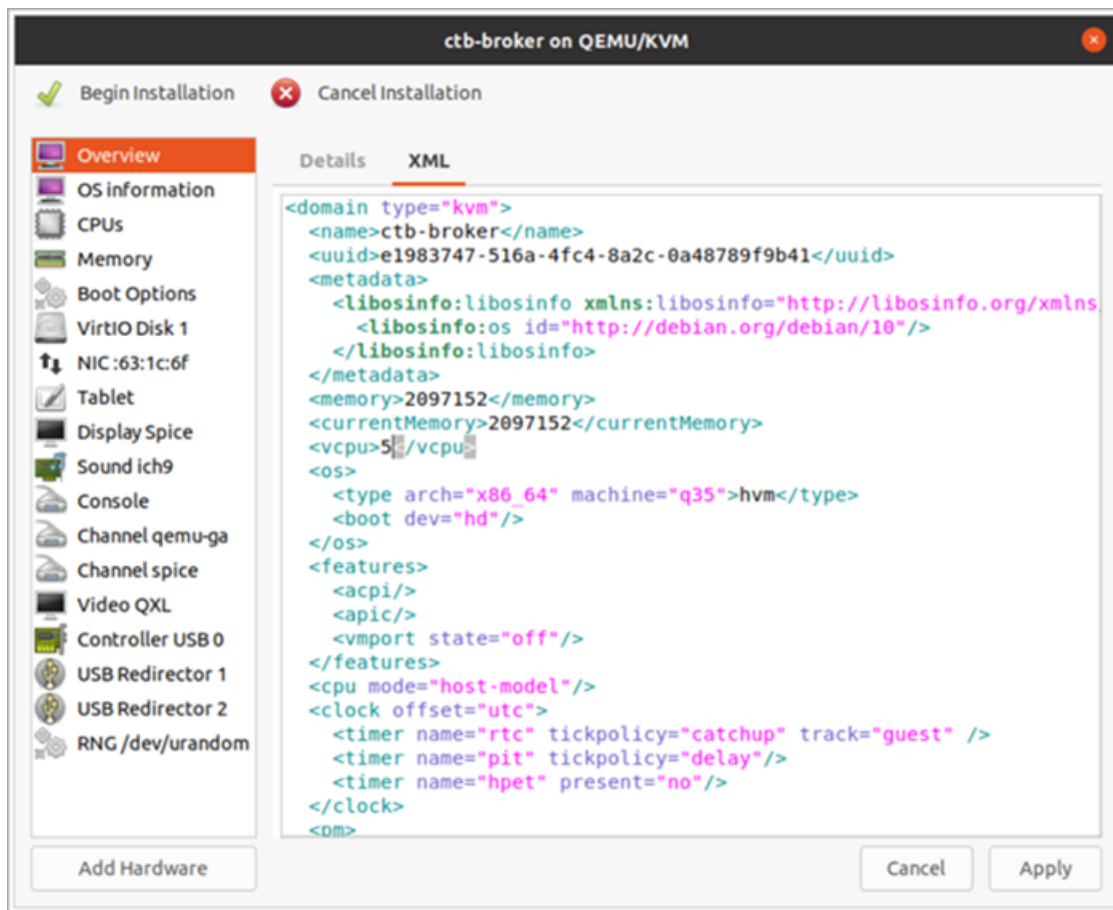 ctb-broker on QEMU/KVM
Begin Installation
Cancel Installation
Overview
OS information
CPUs
Memory
Boot Options
VirtIO Disk 1
NIC :63:1c:6f
Tablet
Display Spice
Sound ich9
Console
Channel qemu-ga
Channel spice
Video QXL
Controller USB 0
USB Redirector 1
USB Redirector 2
RNG /dev/urandom
Add Hardware
Details
XML
<domain type="kvm">
  <name>ctb-broker</name>
  <uuid>e1983747-516a-4fc4-8a2c-0a48789f9b41</uuid>
  <metadata>
    <libosinfo:libosinfo xmlns:libosinfo="http://libosinfo.org/xmlns
      <libosinfo:os id="http://debian.org/debian/10"/>
    </libosinfo:libosinfo>
  </metadata>
  <memory>2097152</memory>
  <currentMemory>2097152</currentMemory>
  <vcpu>5</vcpu>
  <os>
    <type arch="x86_64" machine="q35">hvm</type>
    <boot dev="hd"/>
  </os>
  <features>
    <acpi/>
    <apic/>
    <vmport state="off"/>
  </features>
  <cpu mode="host-model"/>
  <clock offset="utc">
    <timer name="rtc" tickpolicy="catchup" track="guest" />
    <timer name="pit" tickpolicy="delay"/>
    <timer name="hpet" present="no"/>
  </clock>
  <pm>
Cancel
Apply